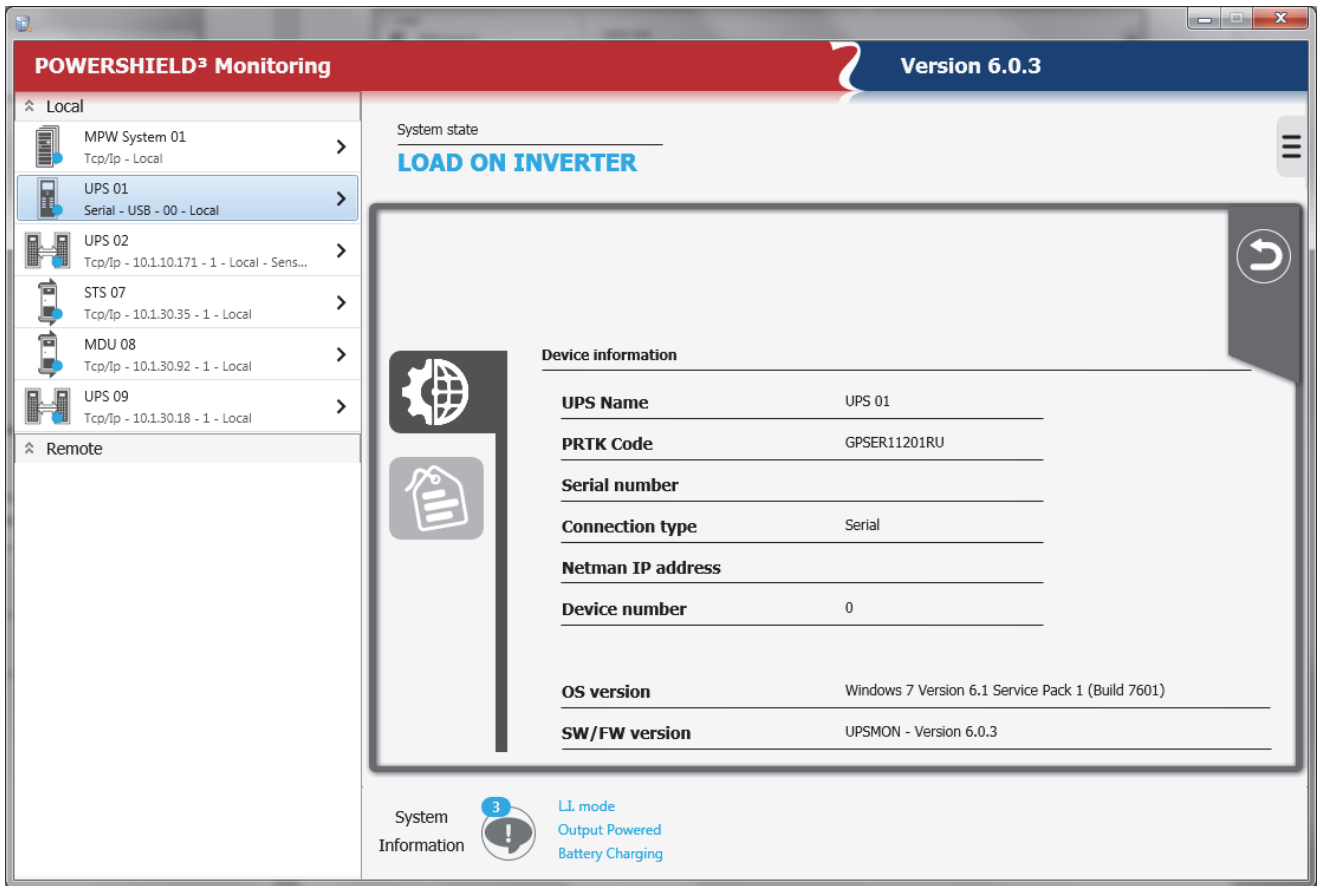 POWERSHIELD³ Monitoring
Version 6.0.3
Local
MPW System 01
Tcp/Ip - Local
UPS 01
Serial - USB - 00 - Local
UPS 02
Tcp/Ip - 10.1.10.171 - 1 - Local - Sens...
STS 07
Tcp/Ip - 10.1.30.35 - 1 - Local
MDU 08
Tcp/Ip - 10.1.30.92 - 1 - Local
UPS 09
Tcp/Ip - 10.1.30.18 - 1 - Local
Remote
System state
LOAD ON INVERTER
Device information
UPS Name UPS 01
PRTK Code GPSER11201RU
Serial number
Connection type Serial
Netman IP address
Device number 0
OS version Windows 7 Version 6.1 Service Pack 1 (Build 7601)
SW/FW version UPSMON - Version 6.0.3
System
Information
3
L.I. mode
Output Powered
Battery Charging